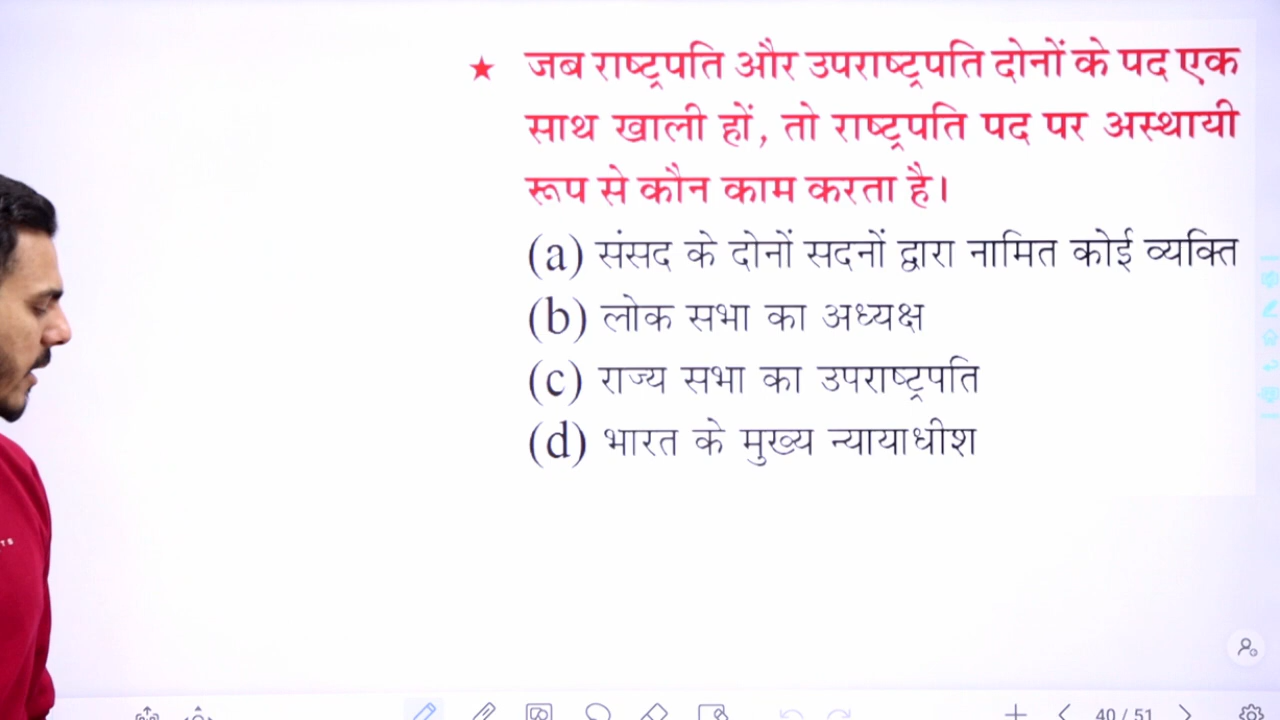 ★ जब राष्ट्रपति और उपराष्ट्रपति दोनों के पद एक
साथ खाली हों, तो राष्ट्रपति पद पर अस्थायी
रूप से कौन काम करता है।
(a) संसद के दोनों सदनों द्वारा नामित कोई व्यक्ति
(b) लोक सभा का अध्यक्ष
(c) राज्य सभा का उपराष्ट्रपति
(d) भारत के मुख्य न्यायाधीश
TS
40 / 51